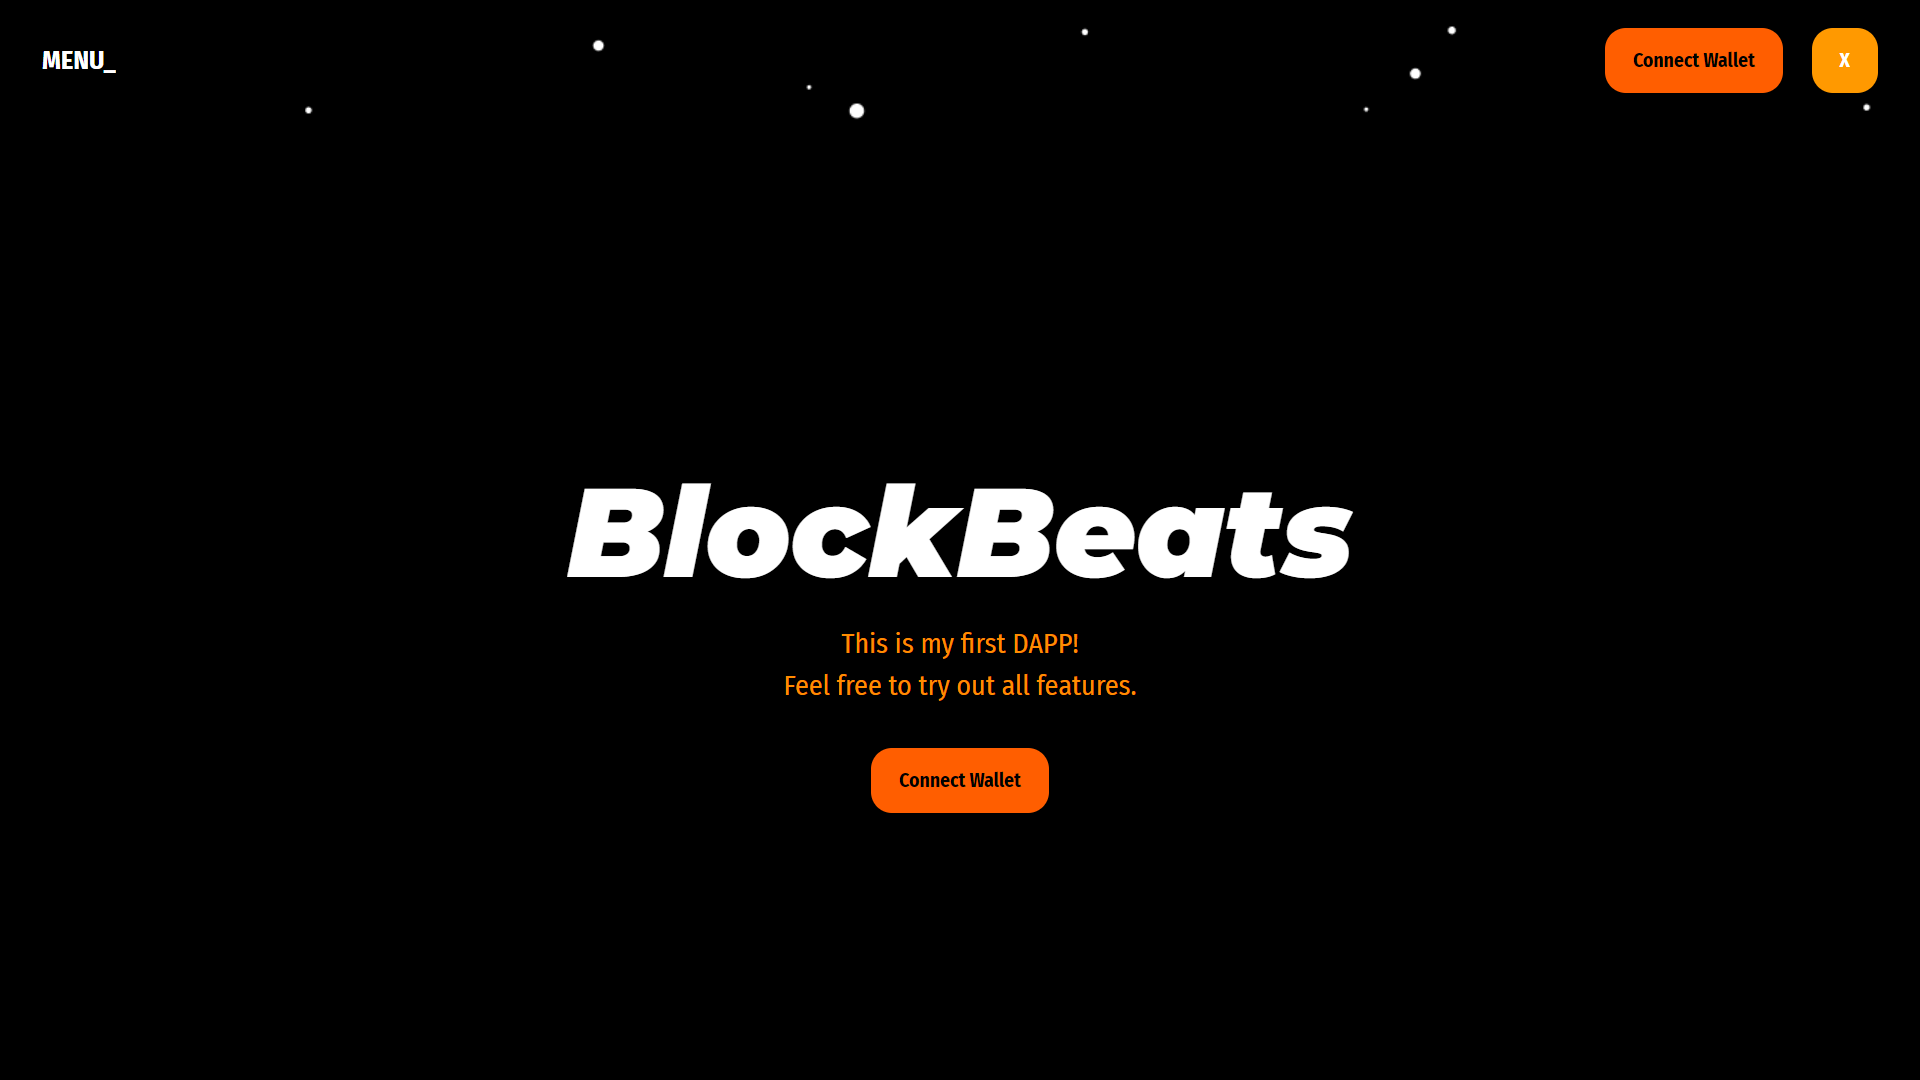 MENU_
Connect Wallet
X
BlockBeats
This is my first DAPP!
Feel free to try out all features.
Connect Wallet